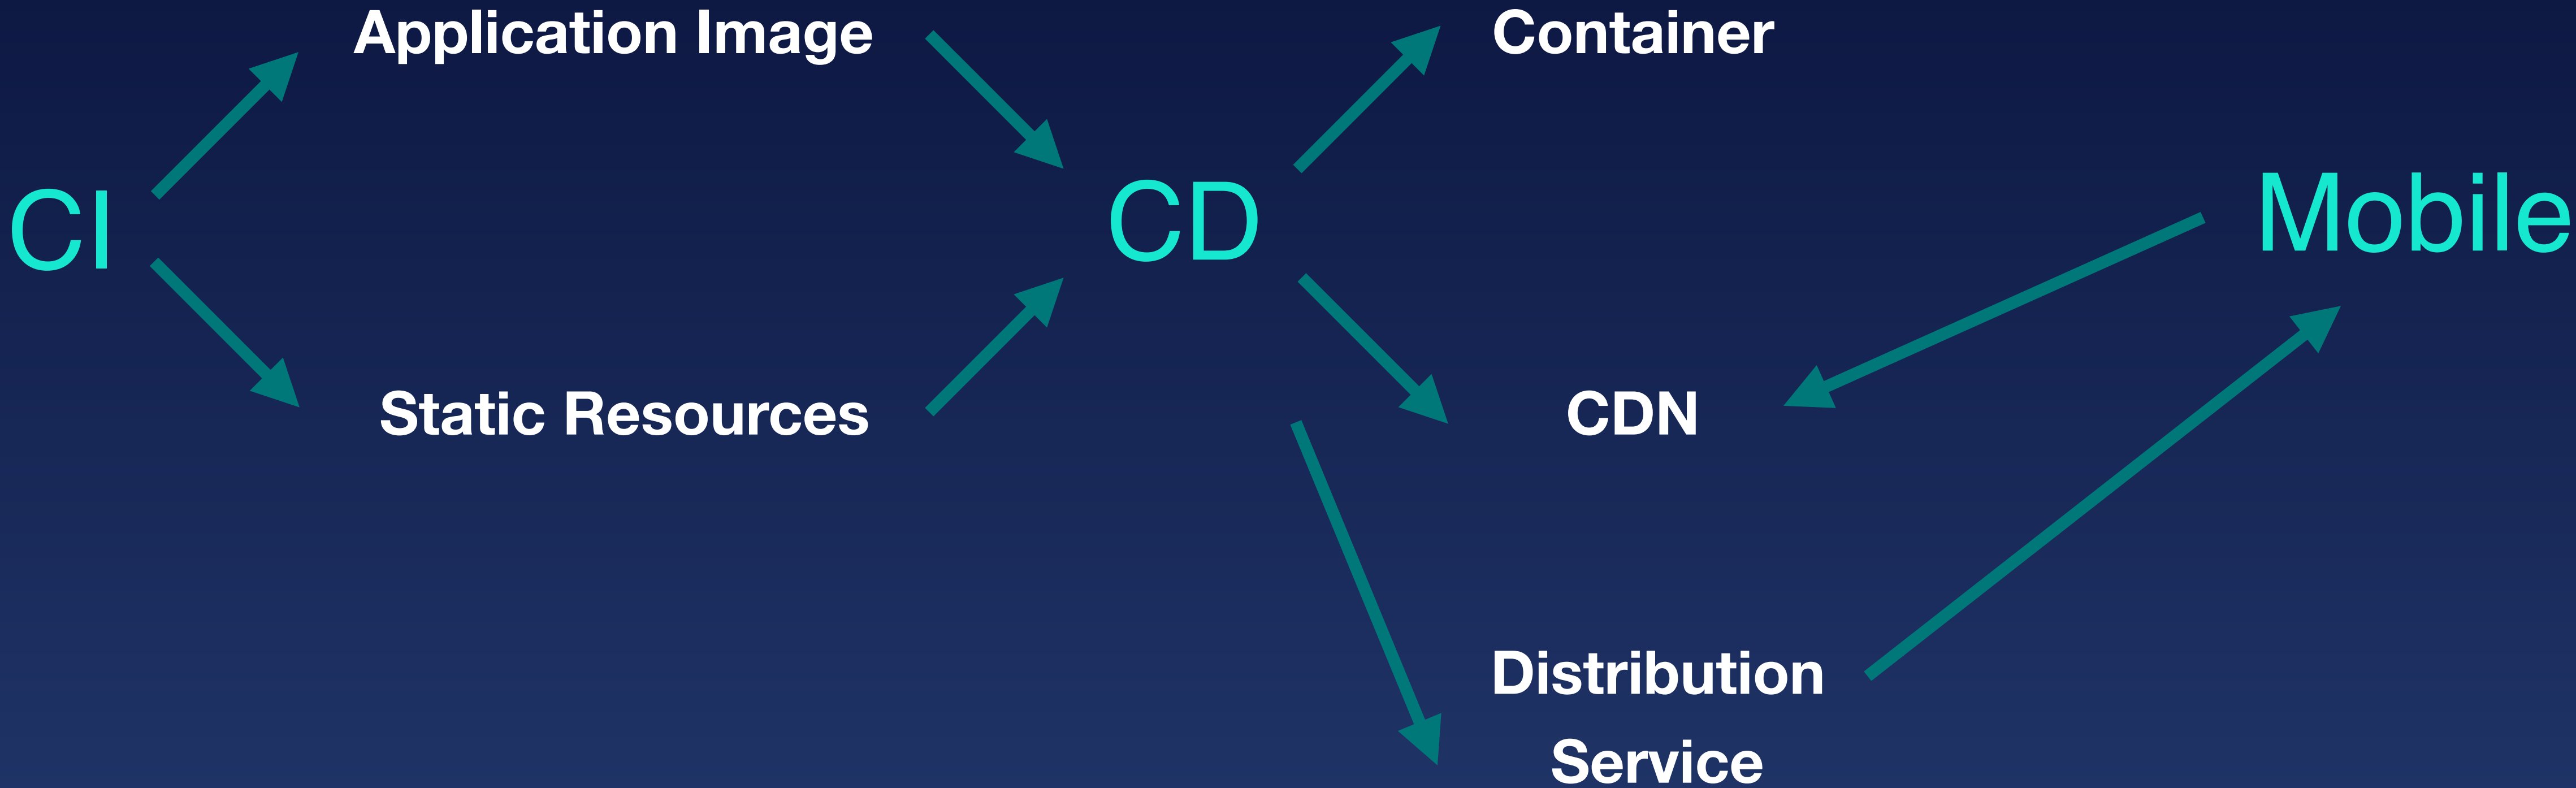 Application Image
Container
CI
CD
Mobile
Static Resources
CDN
Distribution
Service